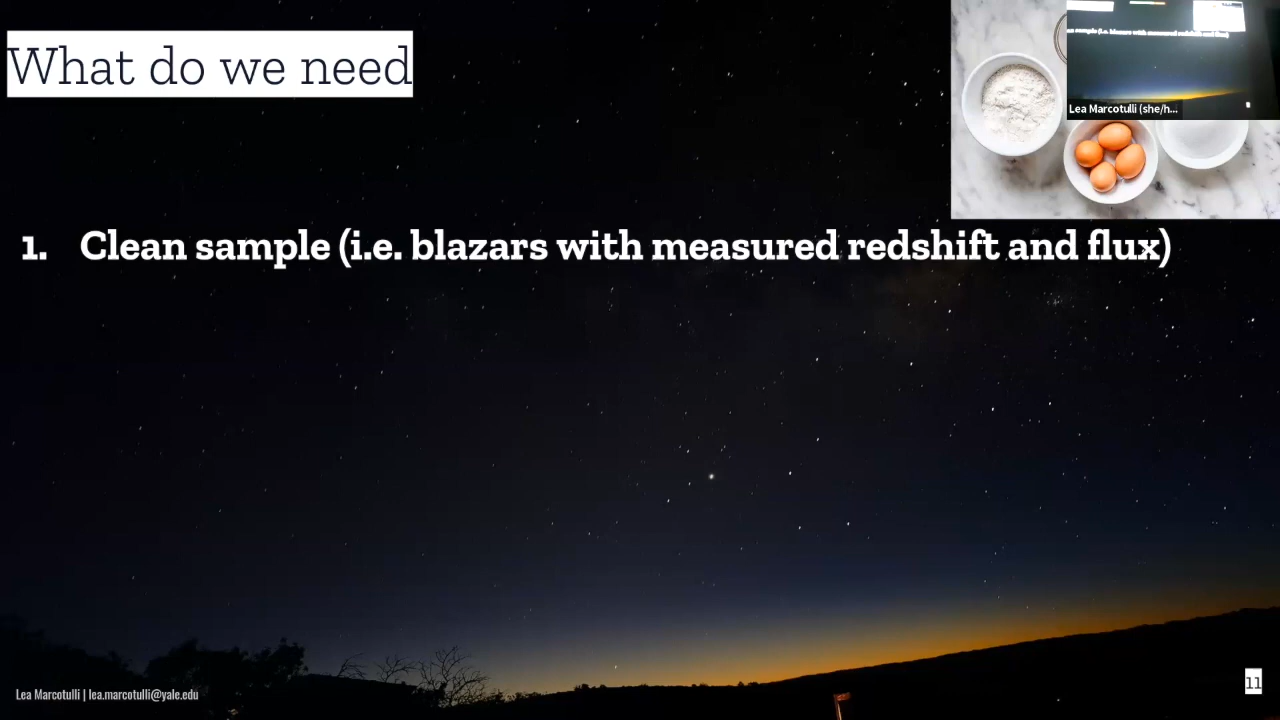 What do we need
Lea Marcotulli (she/h...
1. Clean sample (i.e. blazars with measured redshift and flux)
Lea Marcotulli | lea.marcotulli@yale.edu
11